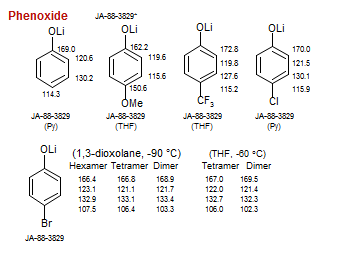 Phenoxide
JA-88-3829-
OLi OLi OLi OLi
169.0 120.6 130.2 114.3
162.2 119.6 115.6 150.6 OMe
172.8 119.8 127.6 115.2 CF3
170.0 121.5 130.1 115.9 Cl
JA-88-3829 JA-88-3829 JA-88-3829 JA-88-3829
(Py) (THF) (THF) (Py)
OLi (1,3-dioxolane, -90 °C) (THF, -60 °C)
Hexamer Tetramer Dimer Tetramer Dimer
166.4 166.8 168.9 167.0 169.5
123.1 121.1 121.7 122.0 121.4
132.9 133.1 133.4 132.7 132.3
107.5 106.4 103.3 106.0 102.3
Br
JA-88-3829